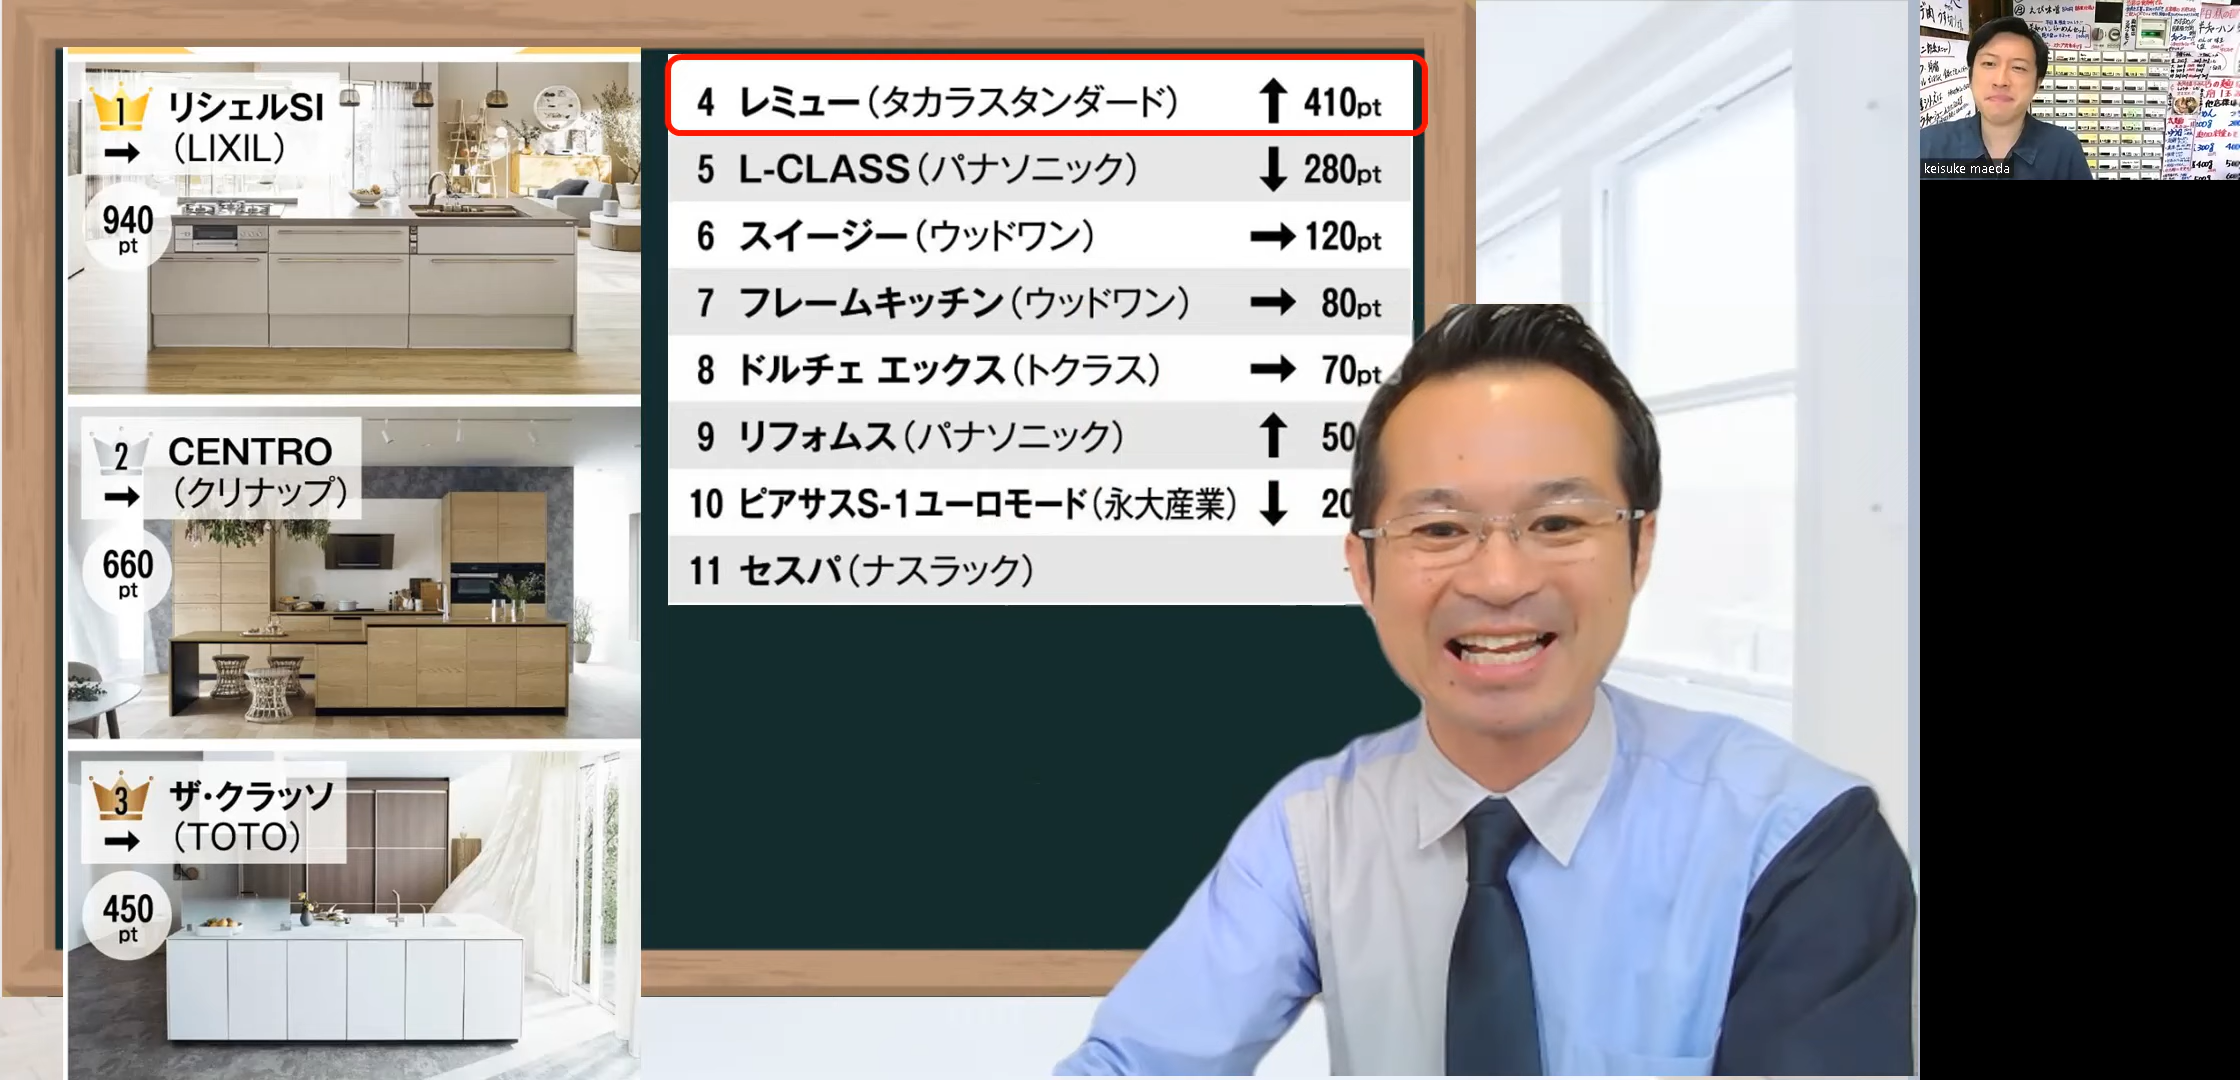 1 リシェルSI
→ （LIXIL）
940
pt
2 CENTRO
→ （クリナップ）
660
pt
3 ザ・クラッソ
→ （TOTO）
450
pt
4 レミュー（タカラスタンダード） ↑ 410pt
5 L-CLASS（パナソニック） ↓ 280pt
6 スイージー（ウッドワン） → 120pt
7 フレームキッチン（ウッドワン） → 80pt
8 ドルチェ エックス（トクラス） → 70pt
9 リフォムス（パナソニック） ↑ 50
10 ピアサスS-1ユーロモード（永大産業） ↓ 20
11 セスパ（ナスラック）
keisuke maeda